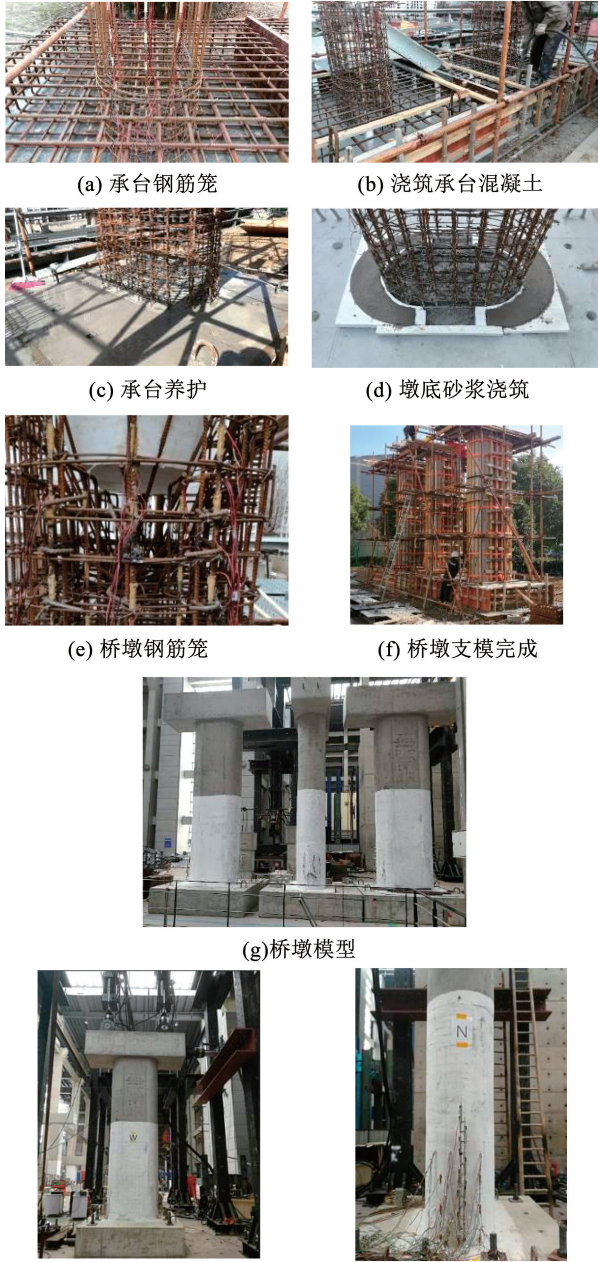 (a) 承台钢筋笼
(b) 浇筑承台混凝土
(c) 承台养护
(d) 墩底砂浆浇筑
(e) 桥墩钢筋笼
(f) 桥墩支模完成
(g)桥墩模型
W
N